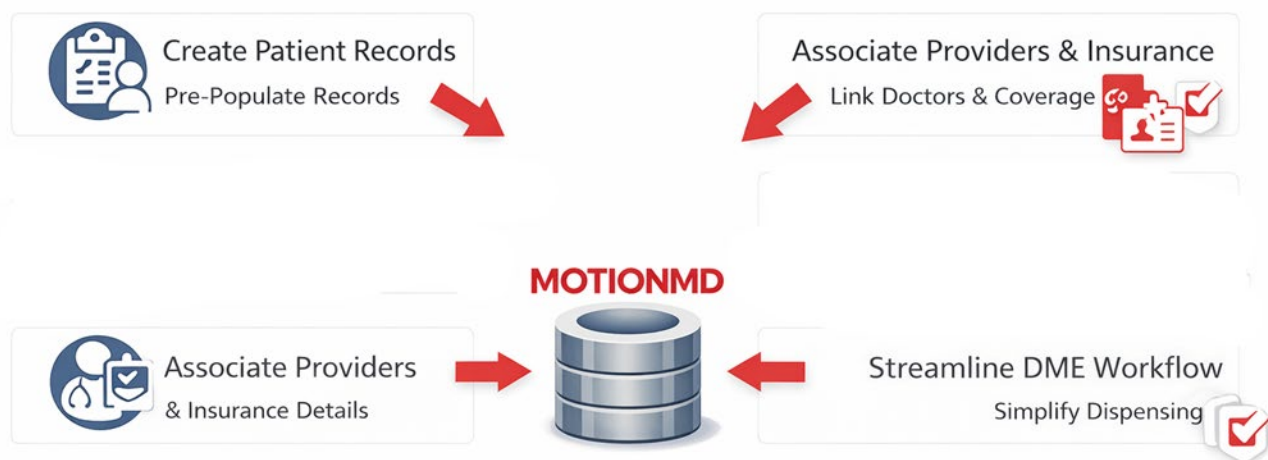 Create Patient Records
Pre-Populate Records
Associate Providers & Insurance
Link Doctors & Coverage
MOTIONMD
Associate Providers
& Insurance Details
Streamline DME Workflow
Simplify Dispensing